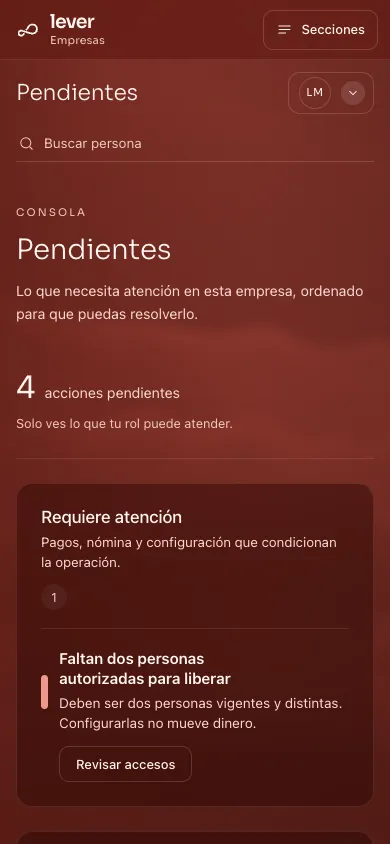 lever
Empresas
Secciones
Pendientes
LM
Buscar persona
CONSOLA
Pendientes
Lo que necesita atención en esta empresa, ordenado
para que puedas resolverlo.
4 acciones pendientes
Solo ves lo que tu rol puede atender.
Requiere atención
Pagos, nómina y configuración que condicionan
la operación.
1
Faltan dos personas
autorizadas para liberar
Deben ser dos personas vigentes y distintas.
Configurarlas no mueve dinero.
Revisar accesos